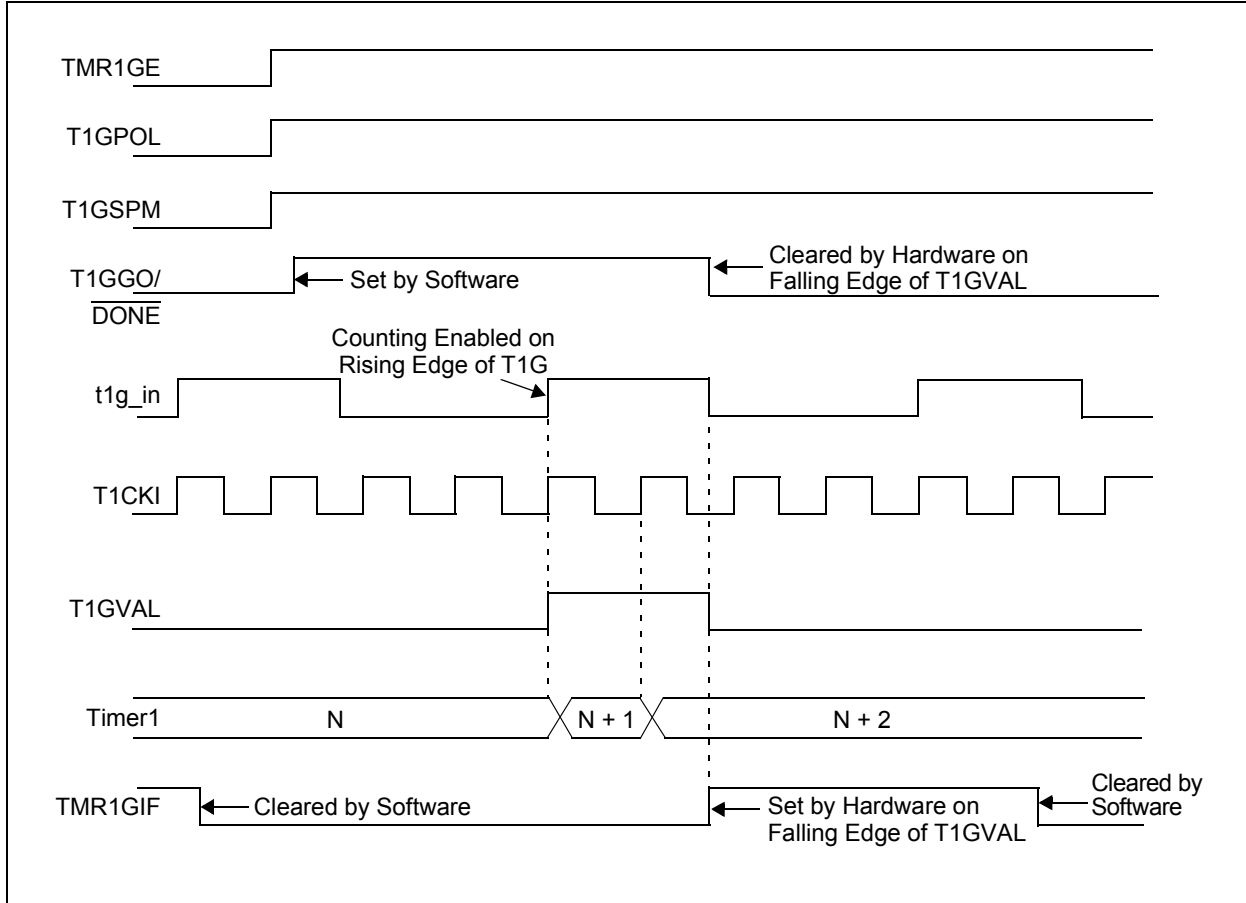 TMR1GE
T1GPOL
T1GSPM
T1GGO/
DONE
Set by Software
Cleared by Hardware on
Falling Edge of T1GVAL
Counting Enabled on
Rising Edge of T1G
t1g_in
T1CKI
T1GVAL
Timer1
N
N + 1
N + 2
TMR1GIF
Cleared by Software
Set by Hardware on
Falling Edge of T1GVAL
Cleared by
Software